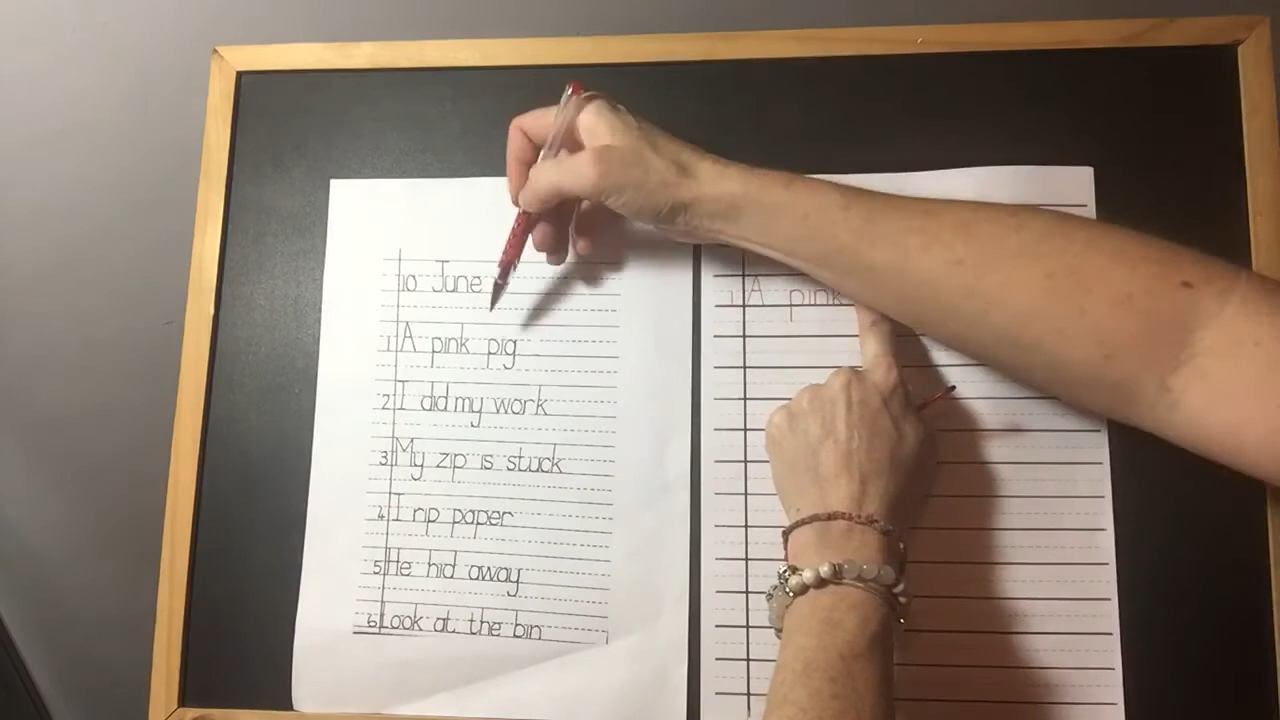 10 June
1 A pink pig
2 I did my work
3 My zip is stuck
4 I rip paper
5 He hid away
6 Look at the bin
1 A pink